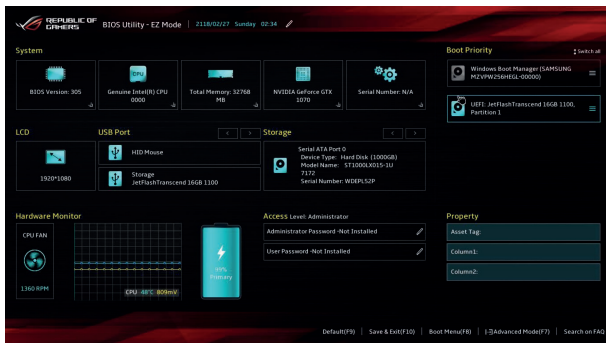 REPUBLIC OF
GAMERS
BIOS Utility - EZ Mode
2118/02/27 Sunday 02:34
System
BIOS Version: 305
CPU
Genuine Intel(R) CPU
0000
Total Memory: 32768
MB
NVIDIA GeForce GTX
1070
Serial Number: N/A
Boot Priority
Switch all
Windows Boot Manager (SAMSUNG
MZVPW256HEGL-00000)
UEFI: JetFlashTranscend 16GB 1100,
Partition 1
LCD
1920*1080
USB Port
HID Mouse
Storage
JetFlashTranscend 16GB 1100
Storage
Serial ATA Port 0
Device Type: Hard Disk (1000GB)
Model Name: ST1000LX015-1U
7172
Serial Number: WDEPL52P
Hardware Monitor
CPU FAN
1360 RPM
CPU 48°C 809mV
99%
Primary
Access Level: Administrator
Administrator Password -Not Installed
User Password -Not Installed
Property
Asset Tag:
Column1:
Column2:
Default(F9) | Save & Exit(F10) | Boot Menu(F8) | Advanced Mode(F7) | Search on FAQ